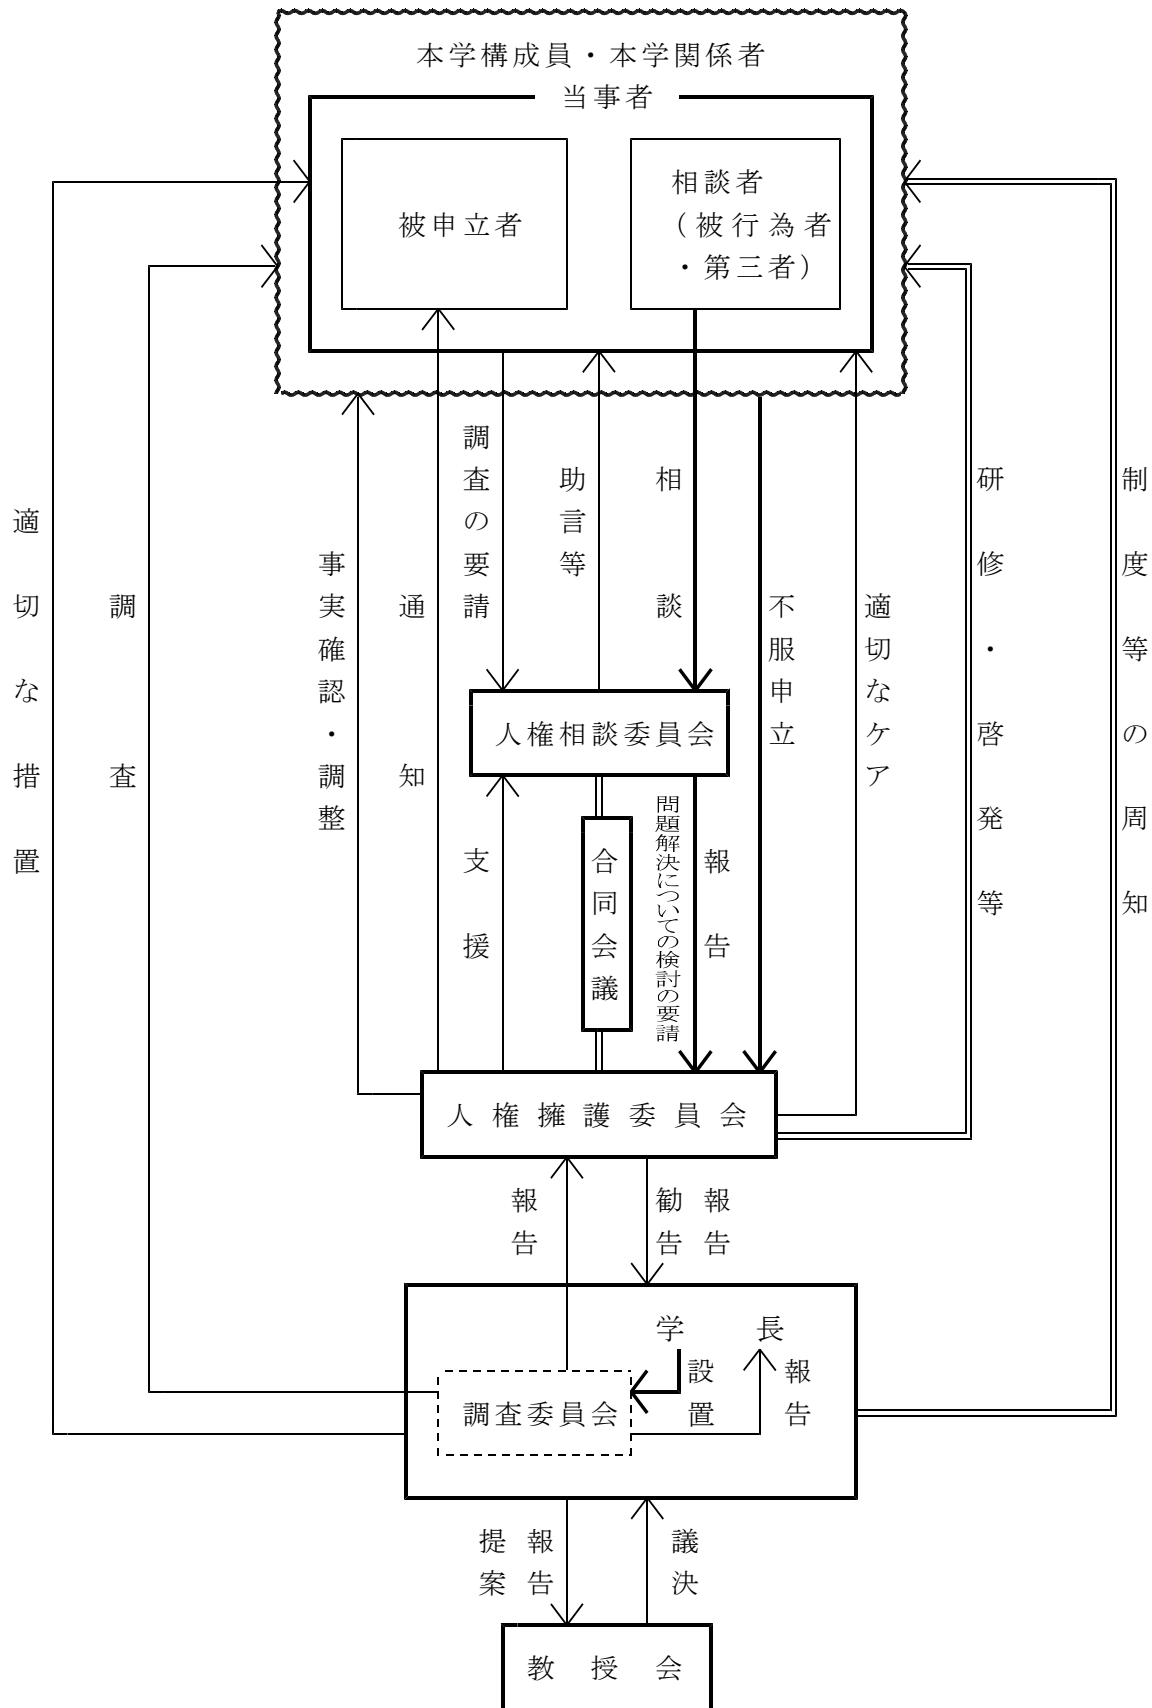 本学構成員・本学関係者
当事者
被申立者
相談者
（被行為者
・第三者）
適切な措置
調査
事実確認・調整
通知
調査の要請
助言等
相談
不服申立
適切なケア
研修・啓発等
制度等の周知
人権相談委員会
支援
合同会議
問題解決についての検討の要請
報告
人権擁護委員会
報告
勧告
報告
学長
設置
報告
調査委員会
提案
報告
議決
教授会